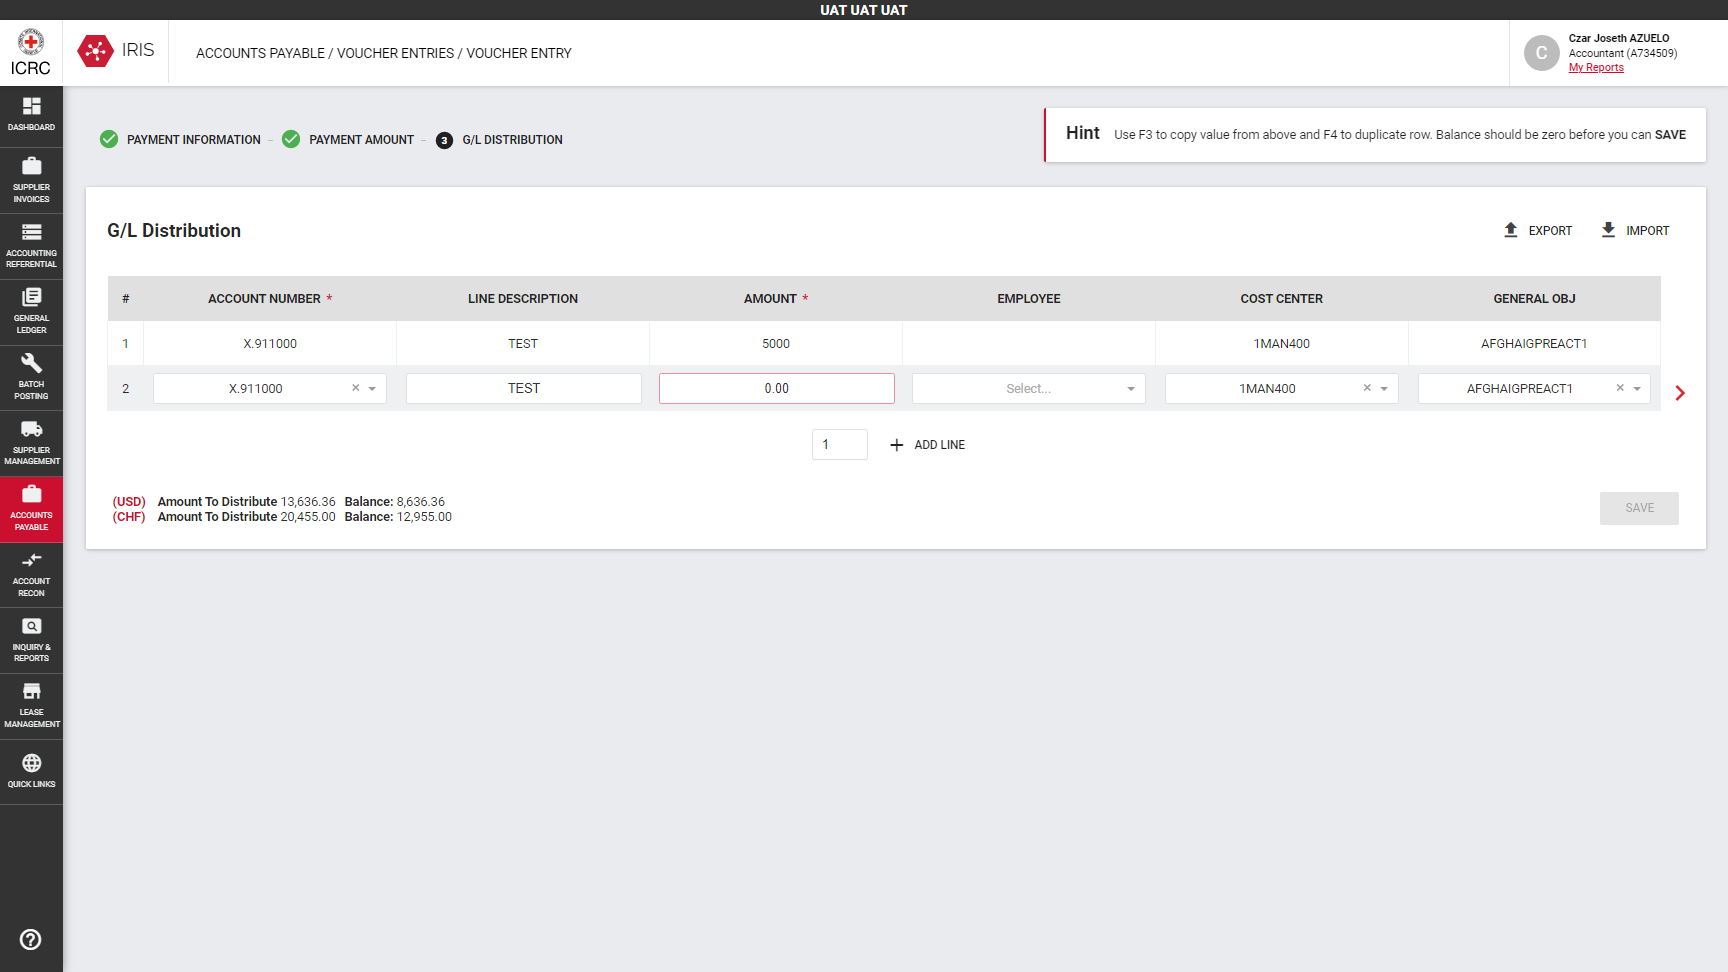 UAT UAT UAT
ICRC
IRIS
ACCOUNTS PAYABLE / VOUCHER ENTRIES / VOUCHER ENTRY
C
Czar Joseth AZUELO
Accountant (A734509)
My Reports
DASHBOARD
SUPPLIER
INVOICES
ACCOUNTING
REFERENTIAL
GENERAL
LEDGER
BATCH
POSTING
SUPPLIER
MANAGEMENT
ACCOUNTS
PAYABLE
ACCOUNT
RECON
INQUIRY &
REPORTS
LEASE
MANAGEMENT
QUICK LINKS
PAYMENT INFORMATION – PAYMENT AMOUNT – 3 G/L DISTRIBUTION
Hint Use F3 to copy value from above and F4 to duplicate row. Balance should be zero before you can SAVE
G/L Distribution
EXPORT IMPORT
# ACCOUNT NUMBER * LINE DESCRIPTION AMOUNT * EMPLOYEE COST CENTER GENERAL OBJ
1 X.911000 TEST 5000 1MAN400 AFGHAIGPREACT1
2 X.911000 TEST 0.00 Select... 1MAN400 AFGHAIGPREACT1
1 ADD LINE
(USD) Amount To Distribute 13,636.36 Balance: 8,636.36
(CHF) Amount To Distribute 20,455.00 Balance: 12,955.00
SAVE